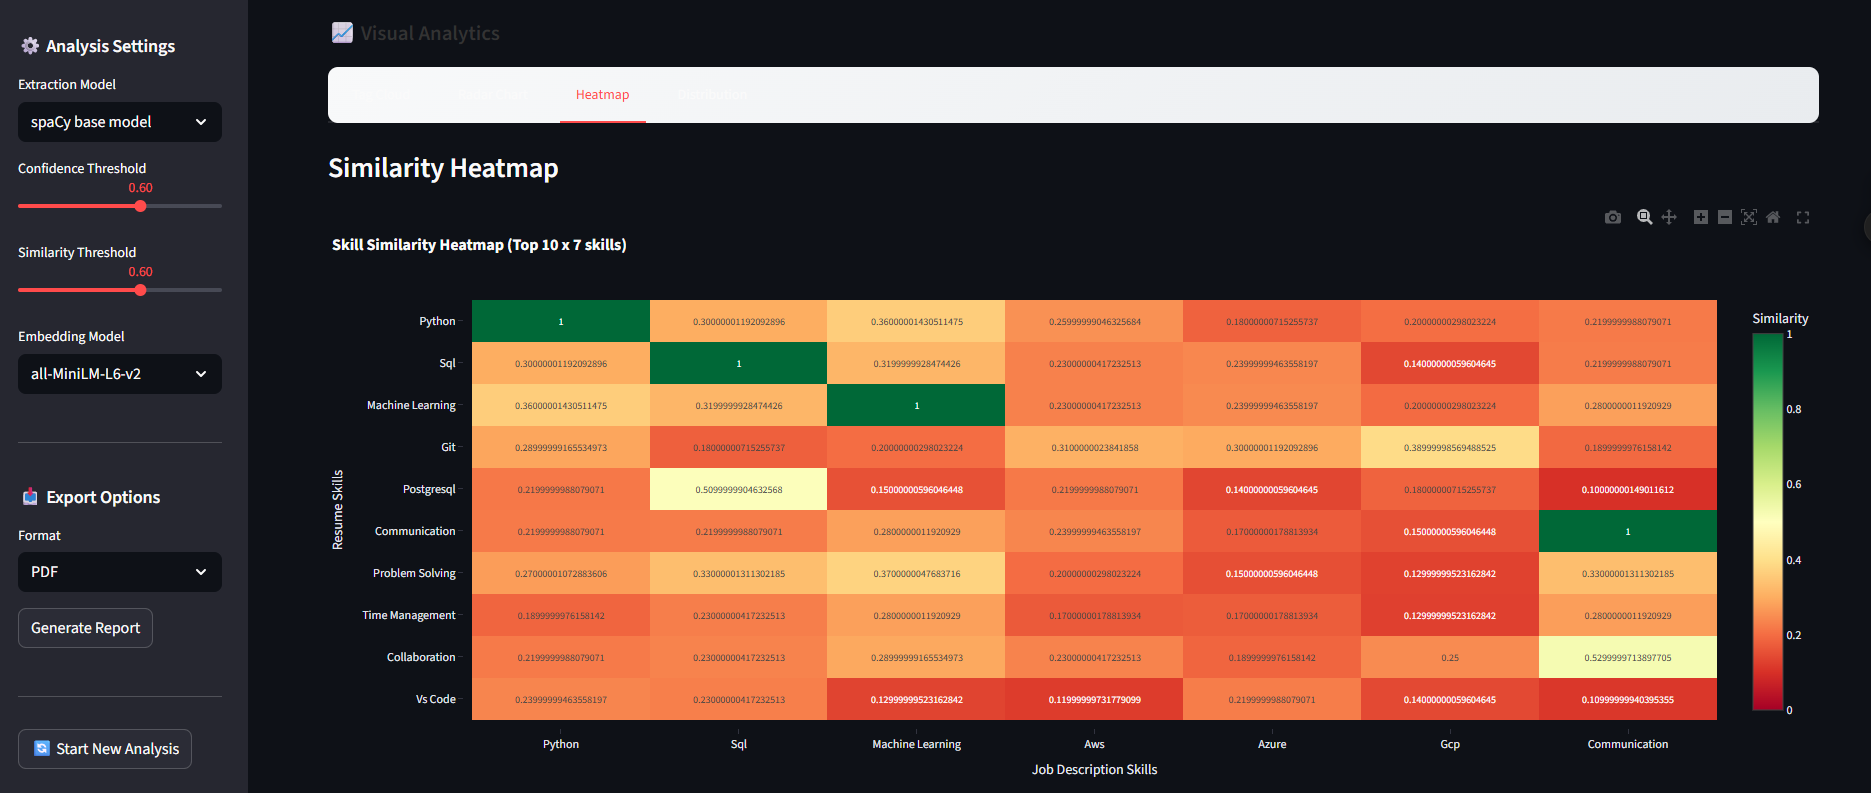 Analysis Settings
Extraction Model
spaCy base model
Confidence Threshold
0.60
Similarity Threshold
0.60
Embedding Model
all-MiniLM-L6-v2
Export Options
Format
PDF
Generate Report
Start New Analysis
Visual Analytics
Heatmap
Similarity Heatmap
Skill Similarity Heatmap (Top 10 x 7 skills)
Resume Skills
Python 1 0.30000001192092896 0.36000001430511475 0.25999999046325684 0.18000000715255737 0.20000000298023224 0.2199999988079071
Sql 0.30000001192092896 1 0.3199999928474426 0.23000000417232513 0.23999999463558197 0.14000000059604645 0.2199999988079071
Machine Learning 0.36000001430511475 0.3199999928474426 1 0.23000000417232513 0.23999999463558197 0.20000000298023224 0.2800000011920929
Git 0.28999999165534973 0.18000000715255737 0.20000000298023224 0.3100000023841858 0.30000001192092896 0.38999998569488525 0.1899999976158142
Postgresql 0.2199999988079071 0.5099999904632568 0.15000000596046448 0.2199999988079071 0.14000000059604645 0.18000000715255737 0.10000000149011612
Communication 0.2199999988079071 0.2199999988079071 0.2800000011920929 0.23999999463558197 0.17000000178813934 0.15000000596046448 1
Problem Solving 0.27000001072883606 0.33000001311302185 0.3700000047683716 0.20000000298023224 0.15000000596046448 0.12999999523162842 0.33000001311302185
Time Management 0.1899999976158142 0.23000000417232513 0.2800000011920929 0.17000000178813934 0.17000000178813934 0.12999999523162842 0.2800000011920929
Collaboration 0.2199999988079071 0.23000000417232513 0.28999999165534973 0.23000000417232513 0.1899999976158142 0.25 0.5299999713897705
Vs Code 0.23999999463558197 0.23000000417232513 0.12999999523162842 0.11999999731779099 0.2199999988079071 0.14000000059604645 0.10999999940395355
Python Sql Machine Learning Aws Azure Gcp Communication
Job Description Skills
Similarity
1
0.8
0.6
0.4
0.2
0